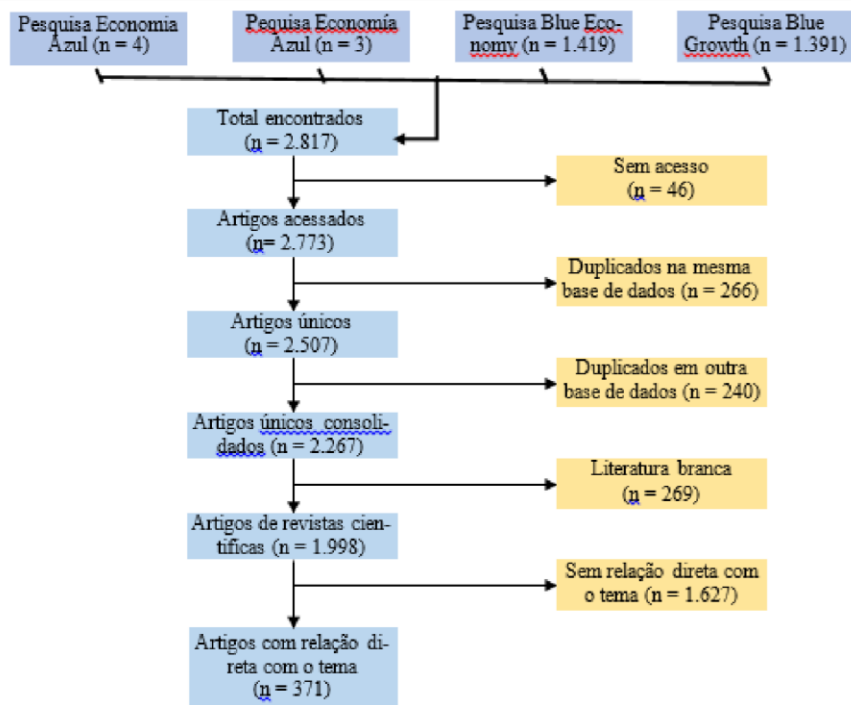 Pesquisa Economia
Azul (n = 4)
Pequisa Economía
Azul (n = 3)
Pesquisa Blue Eco-
nomy (n = 1.419)
Pesquisa Blue
Growth (n = 1.391)
Total encontrados
(n = 2.817)
Sem acesso
(n = 46)
Artigos acessados
(n= 2.773)
Duplicados na mesma
base de dados (n = 266)
Artigos únicos
(n = 2.507)
Duplicados em outra
base de dados (n = 240)
Artigos únicos consoli-
dados (n = 2.267)
Literatura branca
(n = 269)
Artigos de revistas cien-
tificas (n = 1.998)
Sem relação direta com
o tema (n = 1.627)
Artigos com relação di-
reta com o tema
(n = 371)